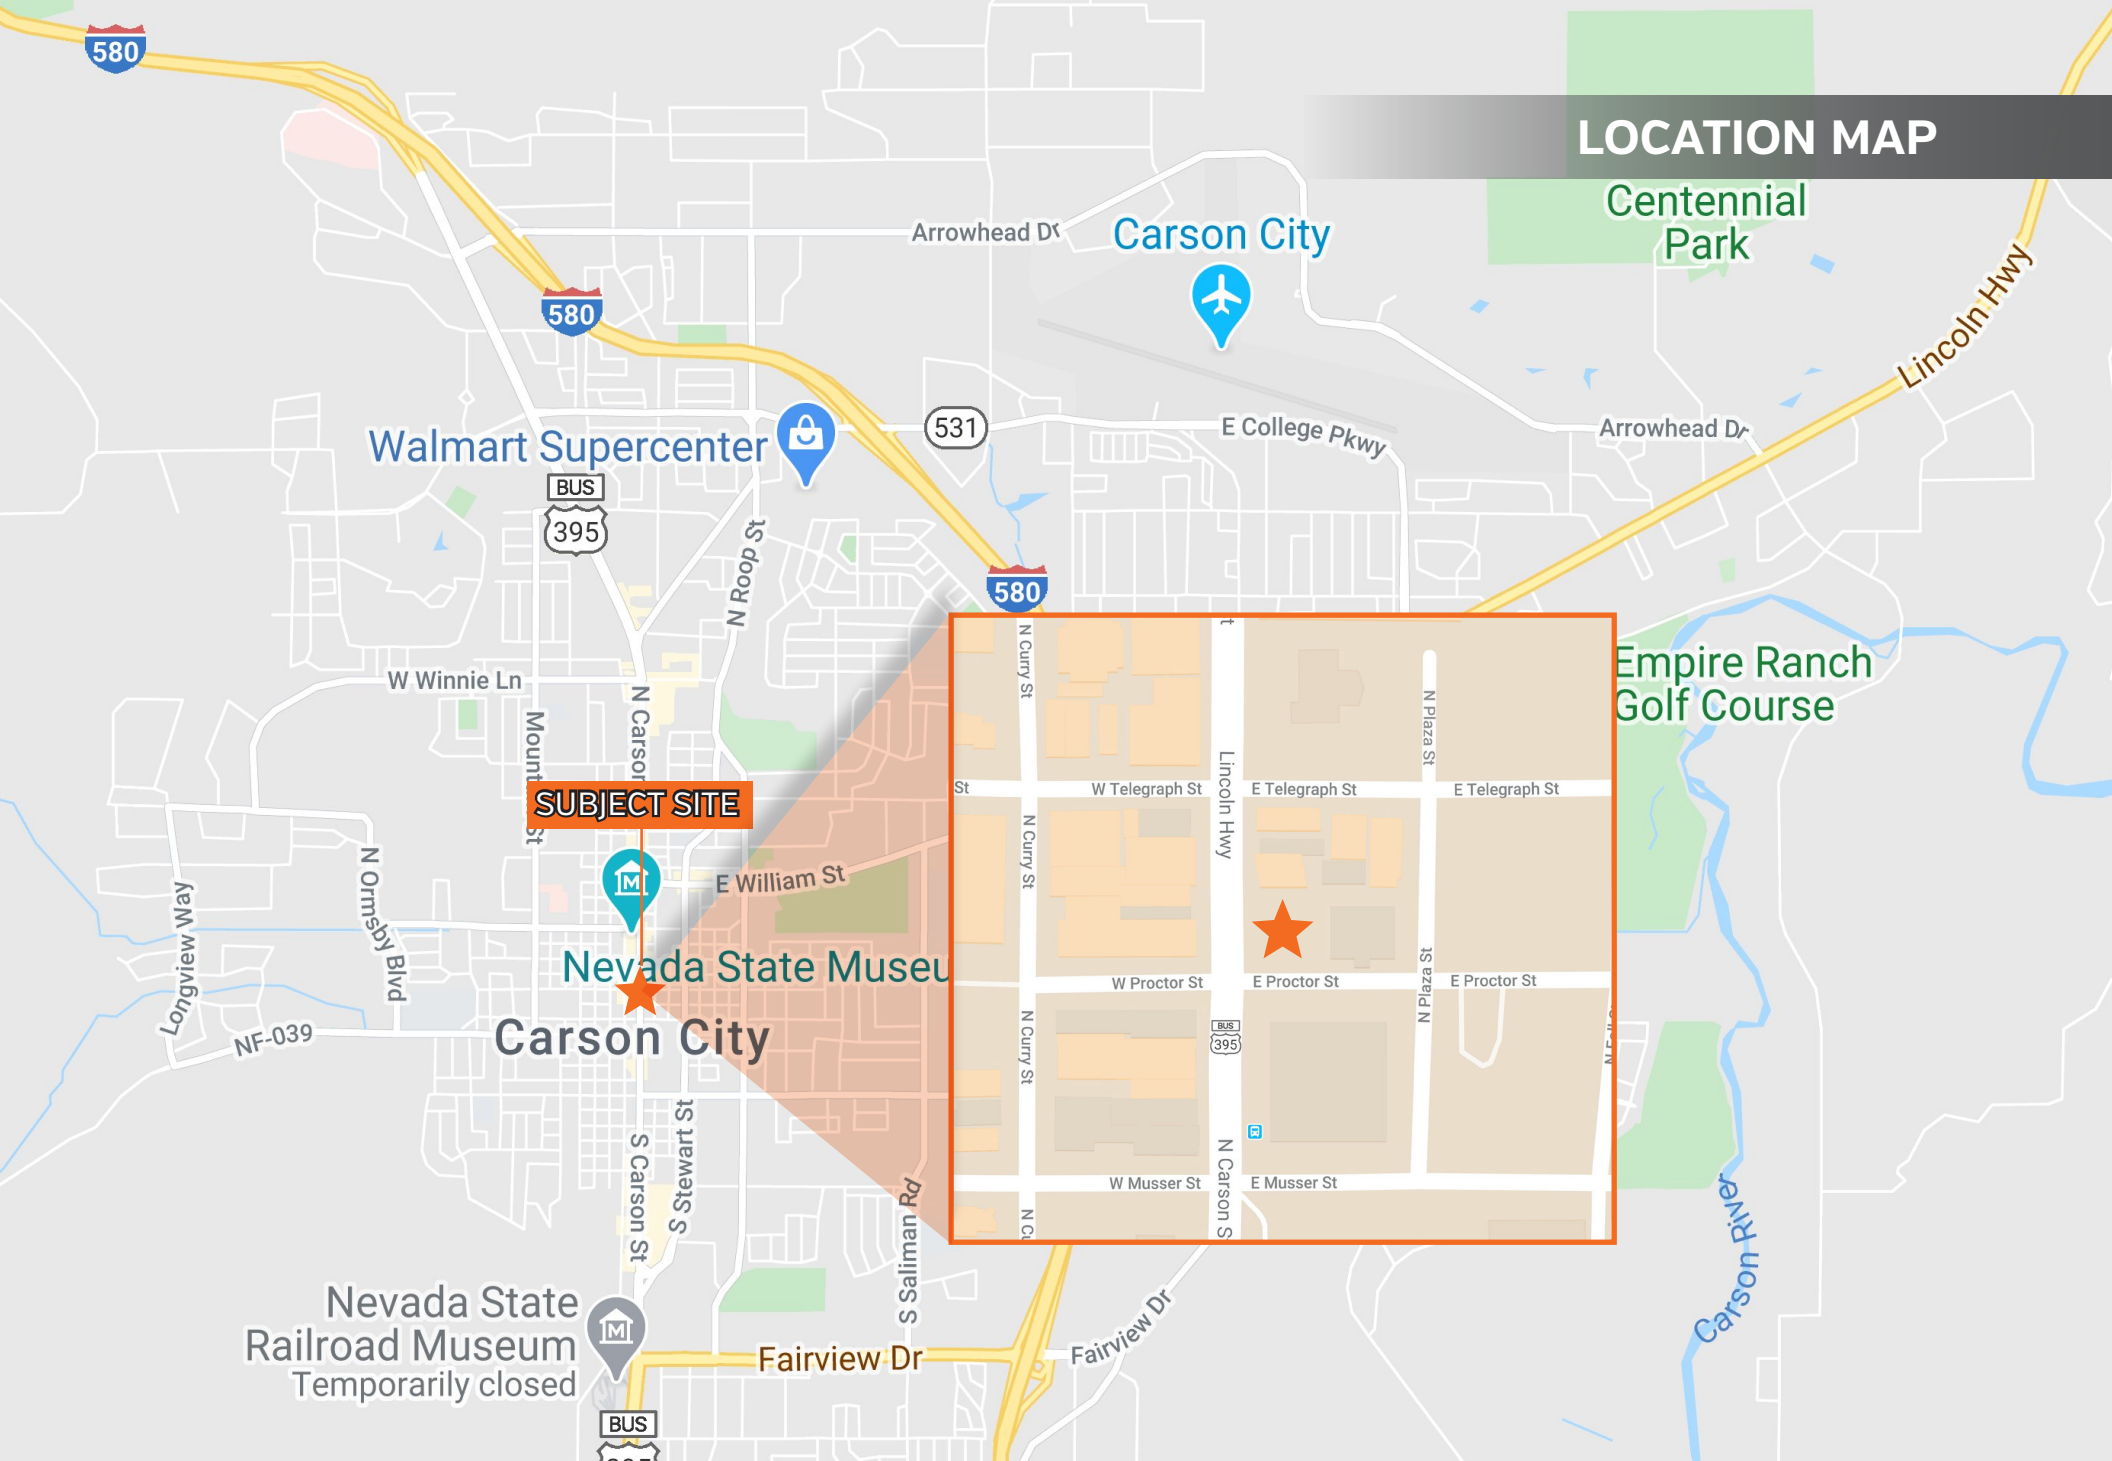 580
LOCATION MAP
Centennial
Park
Arrowhead Dr
Carson City
Lincoln Hwy
580
531
E College Pkwy
Arrowhead Dr
Walmart Supercenter
BUS
395
N Roop St
580
W Winnie Ln
N Carson
Mount
St
SUBJECT SITE
Empire Ranch
Golf Course
N Ormsby Blvd
Longview Way
E William St
Nevada State Museu
Carson City
NF-039
S Carson St
S Stewart St
S Saliman Rd
Nevada State
Railroad Museum
Temporarily closed
Fairview Dr
Fairview Dr
BUS
Carson River
N Curry St
t
N Plaza St
Lincoln Hwy
St
W Telegraph St
E Telegraph St
E Telegraph St
N Curry St
N Plaza St
W Proctor St
E Proctor St
E Proctor St
N Curry St
BUS
395
N Carson S
W Musser St
E Musser St
N Cu